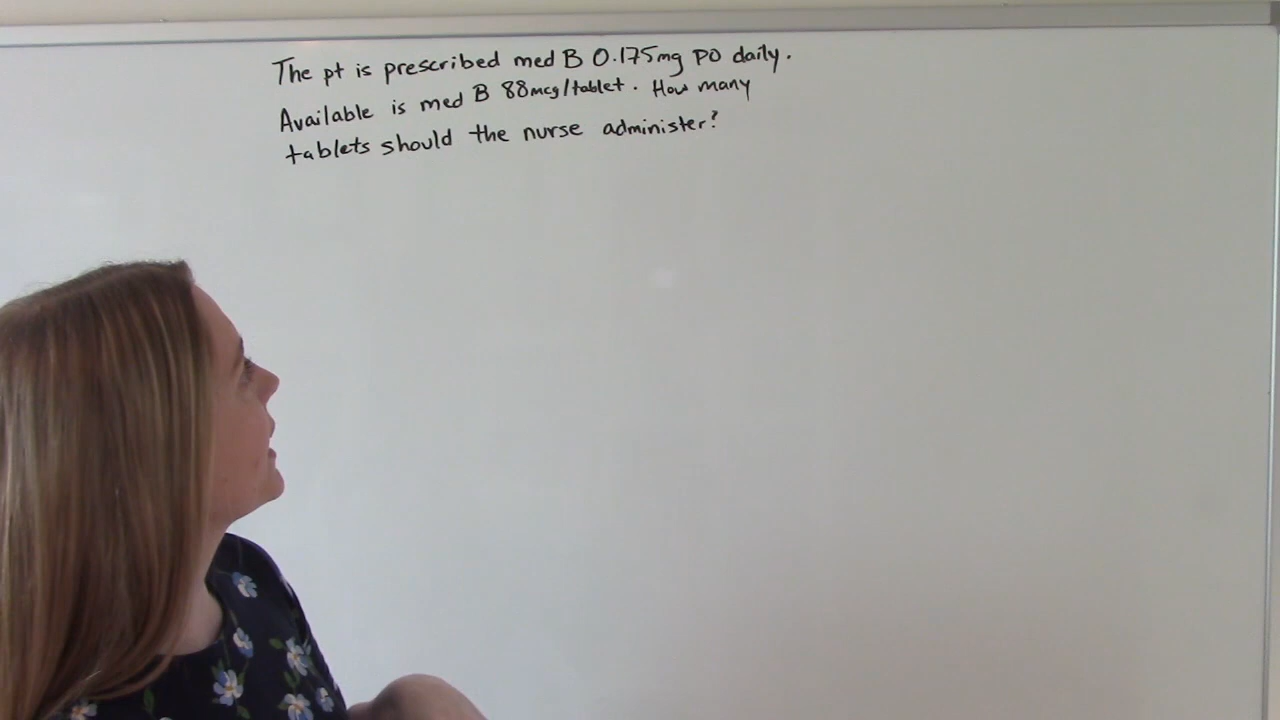 The pt is prescribed med B 0.175mg PO daily.
Available is med B 88mcg/tablet. How many
tablets should the nurse administer?